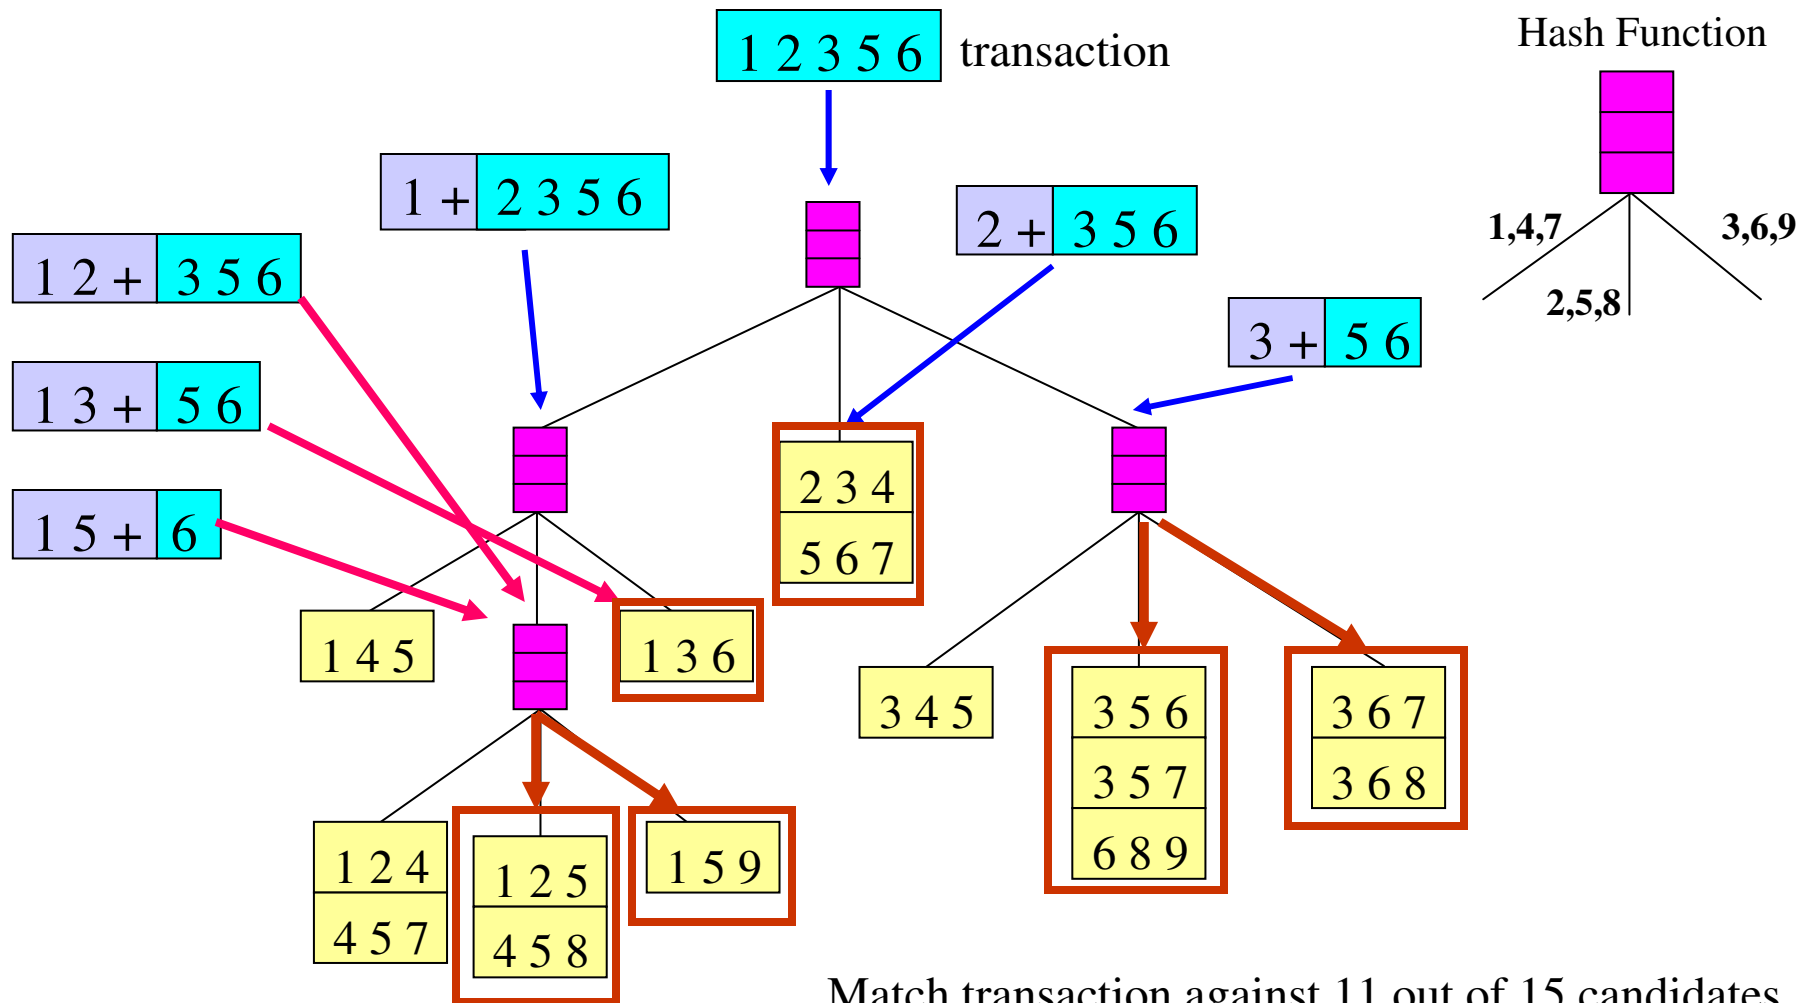 1 2 3 5 6 transaction
Hash Function
1 + 2 3 5 6
2 + 3 5 6
1,4,7
3,6,9
2,5,8
1 2 + 3 5 6
3 + 5 6
1 3 + 5 6
1 5 + 6
2 3 4
5 6 7
1 4 5
1 3 6
3 4 5
3 5 6
3 5 7
6 8 9
3 6 7
3 6 8
1 2 4
4 5 7
1 2 5
4 5 8
1 5 9
Match transaction against 11 out of 15 candidates